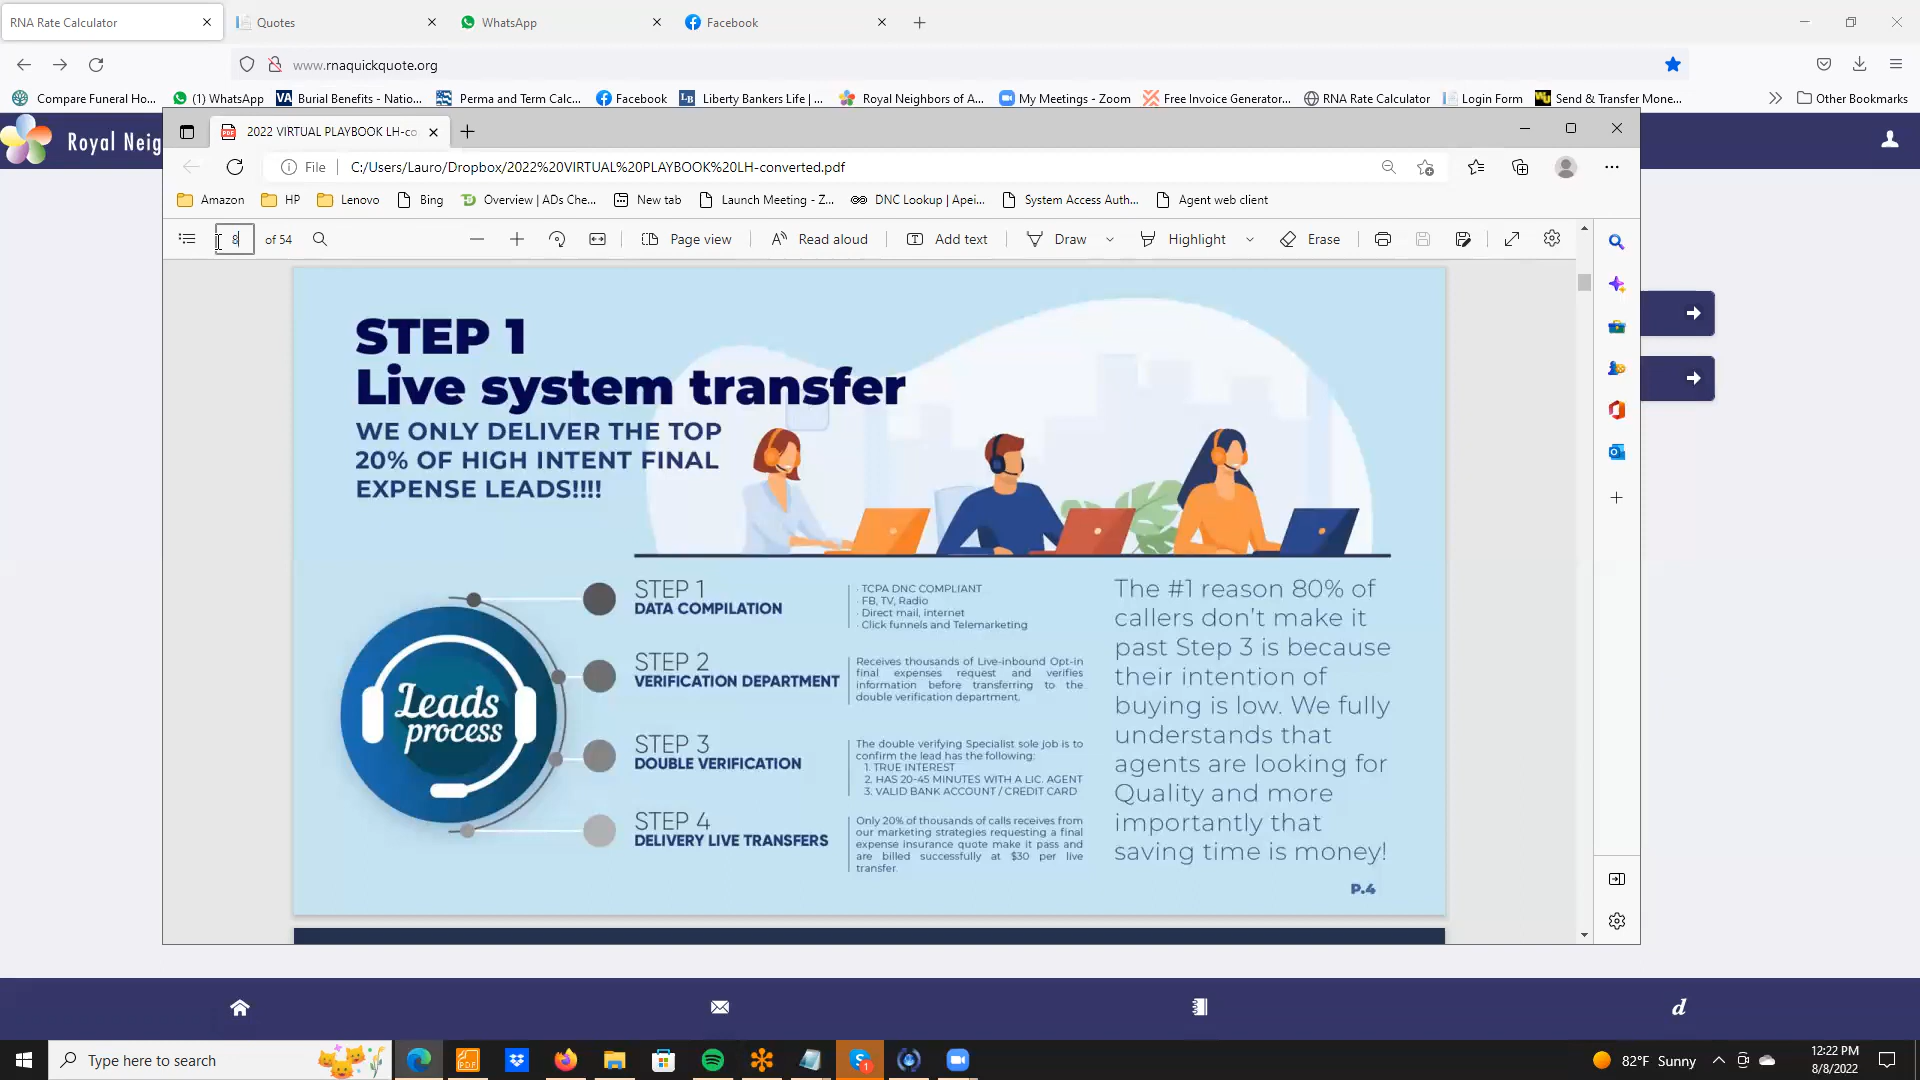 RNA Rate Calculator
Quotes
WhatsApp
Facebook
www.rnaquickquote.org
Compare Funeral Ho...
(1) WhatsApp
VA Burial Benefits - Natio...
Perma and Term Calc...
Facebook
LB Liberty Bankers Life | ...
Royal Neighbors of A...
My Meetings - Zoom
Free Invoice Generator...
RNA Rate Calculator
Login Form
Send & Transfer Mone...
Other Bookmarks
Royal Neig
2022 VIRTUAL PLAYBOOK LH-co
File
C:/Users/Lauro/Dropbox/2022%20VIRTUAL%20PLAYBOOK%20LH-converted.pdf
Amazon
HP
Lenovo
Bing
Overview | ADs Che...
New tab
Launch Meeting - Z...
DNC Lookup | Apei...
System Access Auth...
Agent web client
8 of 54
Page view
Read aloud
Add text
Draw
Highlight
Erase
STEP 1
Live system transfer
WE ONLY DELIVER THE TOP
20% OF HIGH INTENT FINAL
EXPENSE LEADS!!!!
Leads
process
STEP 1
DATA COMPILATION
· TCPA DNC COMPLIANT
· FB, TV, Radio
· Direct mail, internet
· Click funnels and Telemarketing
STEP 2
VERIFICATION DEPARTMENT
Receives thousands of Live-inbound Opt-in
final expenses request and verifies
information before transferring to the
double verification department.
STEP 3
DOUBLE VERIFICATION
The double verifying Specialist sole job is to
confirm the lead has the following:
1. TRUE INTEREST
2. HAS 20-45 MINUTES WITH A LIC. AGENT
3. VALID BANK ACCOUNT / CREDIT CARD
STEP 4
DELIVERY LIVE TRANSFERS
Only 20% of thousands of calls receives from
our marketing strategies requesting a final
expense insurance quote make it pass and
are billed successfully at $30 per live
transfer.
The #1 reason 80% of
callers don't make it
past Step 3 is because
their intention of
buying is low. We fully
understands that
agents are looking for
Quality and more
importantly that
saving time is money!
P.4
d
Type here to search
82°F Sunny
12:22 PM
8/8/2022